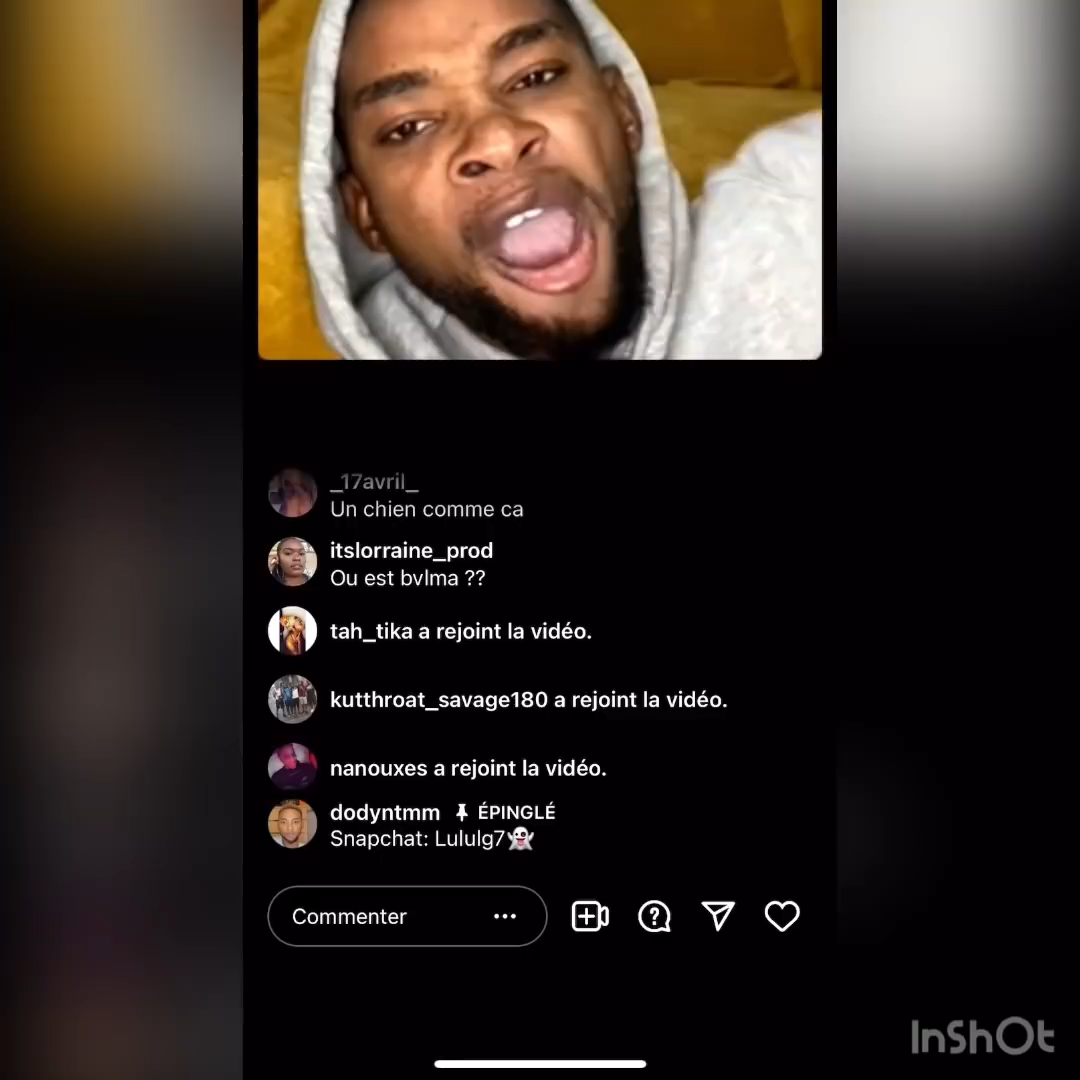 _17avril_
Un chien comme ca
itslorraine_prod
Ou est bvlma ??
tah_tika a rejoint la vidéo.
kutthroat_savage180 a rejoint la vidéo.
nanouxes a rejoint la vidéo.
dodyntmm ÉPINGLÉ
Snapchat: Lululg7👻
Commenter
InShOt